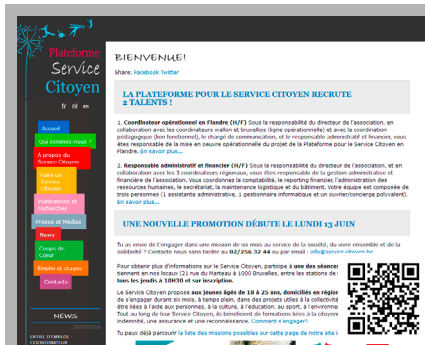 Plateforme
Service
Citoyen
fr nl en
Accueil
Qui sommes-nous ?
A propos du
Service Citoyen
Faire un
Service
Citoyen
Publications et
recherches
Presse et Médias
News
Coups de
Coeur
Emploi et stages
Contacts
NEWS
20/05/2016
OFFRE D'EMPLOI -
COORDINATEUR
BIENVENUE!
Share: Facebook Twitter
LA PLATEFORME POUR LE SERVICE CITOYEN RECRUTE
2 TALENTS !
1. Coordinateur opérationnel en Flandre (H/F) Sous la responsabilité du directeur de l'association, en
collaboration avec les coordinateurs wallon et bruxellois (ligne opérationnelle) et avec la coordination
pédagogique (lien fonctionnel), le chargé de communication, et le responsable administratif et financier, vous
êtes responsable de la mise en oeuvre opérationnelle du projet de la Plateforme pour le Service Citoyen en
Flandre. En savoir plus...
2. Responsable administratif et financier (H/F) Sous la responsabilité du directeur de l'association, et en
collaboration avec les 3 coordinateurs régionaux, vous êtes responsable de la gestion administrative et
financière de l'association. Vous coordonnez la comptabilité, le reporting financier, l'administration des
ressources humaines, le secrétariat, la maintenance logistique et du bâtiment. Votre équipe est composée de
trois personnes (1 assistante administrative, 1 gestionnaire informatique et un ouvrier/concierge polyvalent).
En savoir plus...
UNE NOUVELLE PROMOTION DÉBUTE LE LUNDI 13 JUIN
Tu as envie de t'engager dans une mission de six mois au service de la société, du vivre ensemble et de la
solidarité ? Contacte nous sans tarder au 02/256 32 44 ou par email : info@service-citoyen.be
Pour obtenir plus d'informations sur le Service Citoyen, participe à une des séances
tiennent en nos locaux (21 rue du Marteau à 1000 Bruxelles, entre les stations de
tous les jeudis à 10H30 et sur inscription.
Le Service Citoyen propose aux jeunes âgés de 18 à 25 ans, domiciliés en région
de s'engager durant six mois, à temps plein, dans des projets utiles à la collectivité
être liées à l'aide aux personnes, à la culture, à l'éducation, au sport, à l'environne
Tout au long de leur Service Citoyen, ils bénéficient de formations liées à la citoyen
indemnité, une assurance et une reconnaissance. Comment t'engager?
Tu peux déjà parcourir la liste des missions possibles sur cette page de notre site i